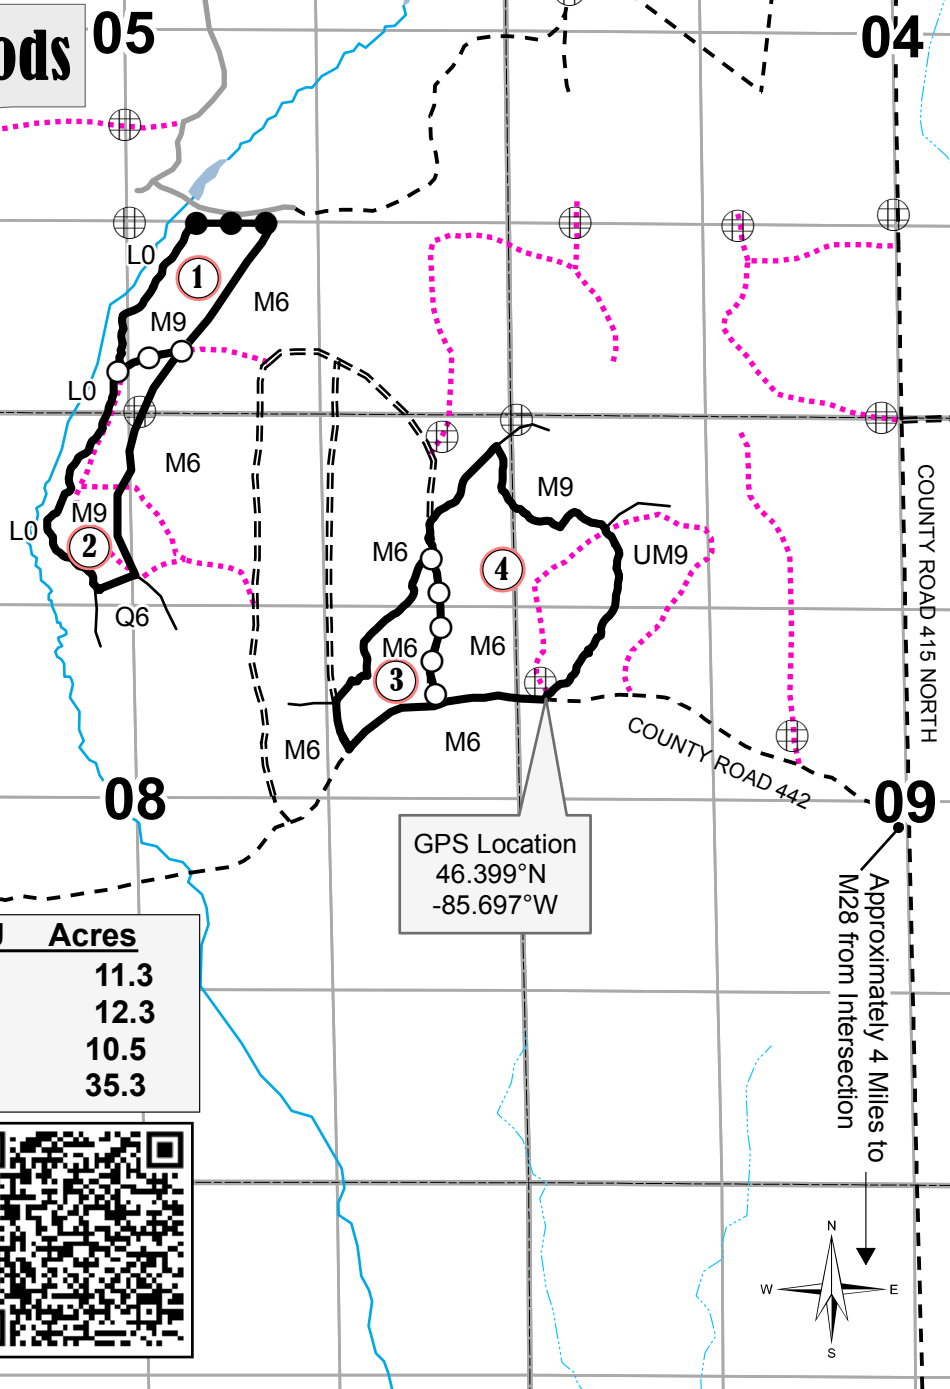 05
04
ods
L0
1
M6
M9
L0
M6
M9
M9
L0
2
M6
4
UM9
Q6
M6
M6
3
M6
M6
COUNTY ROAD 442
COUNTY ROAD 415 NORTH
08
09
GPS Location
46.399°N
-85.697°W
Approximately 4 Miles to
M28 from Intersection
Acres
11.3
12.3
10.5
35.3
N
W E
S